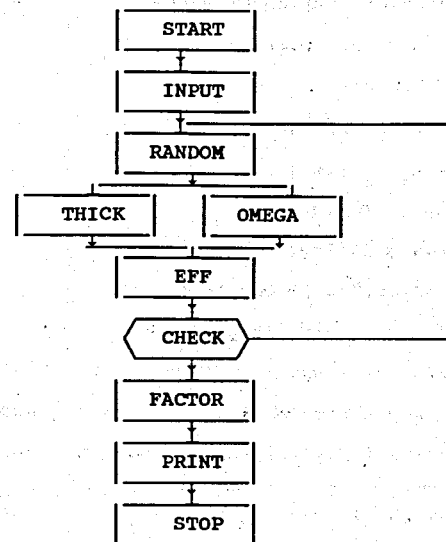 START
INPUT
RANDOM
THICK OMEGA
EFF
CHECK
FACTOR
PRINT
STOP